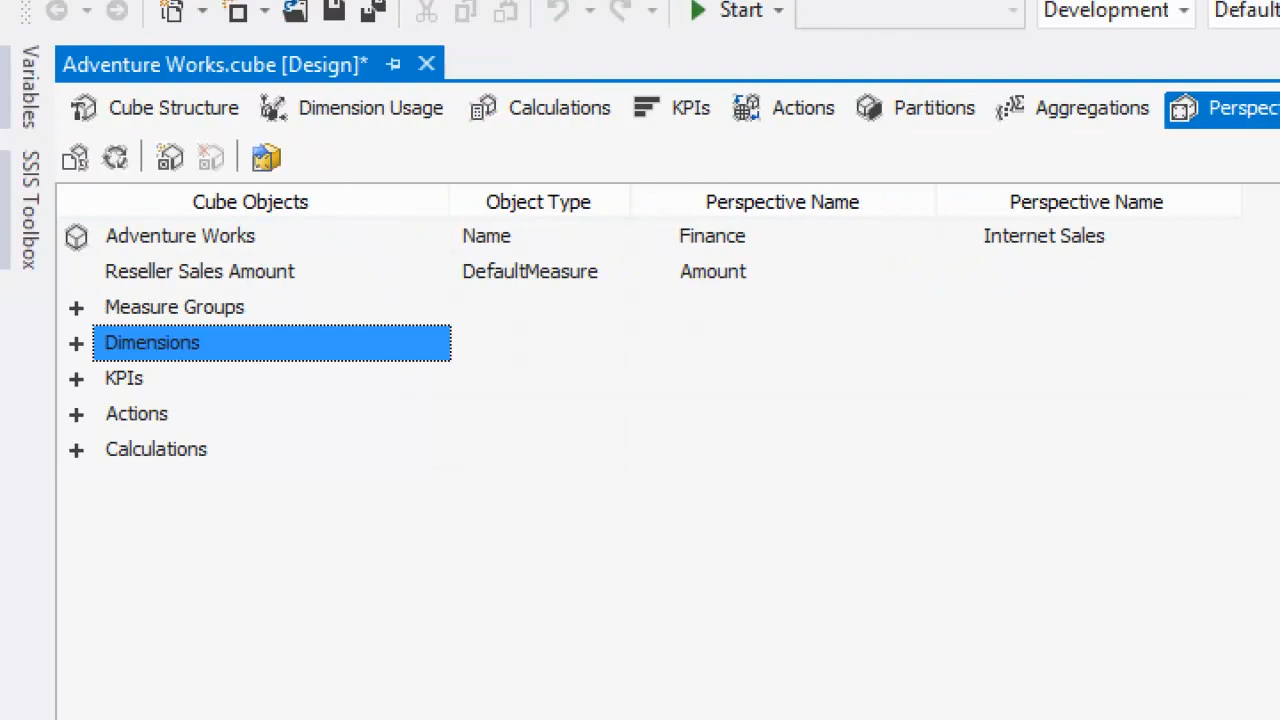 Start Development Default
Variables
SSIS Toolbox
Adventure Works.cube [Design]*
Cube Structure Dimension Usage Calculations KPIs Actions Partitions Aggregations Perspec
Cube Objects Object Type Perspective Name Perspective Name
Adventure Works Name Finance Internet Sales
Reseller Sales Amount DefaultMeasure Amount
Measure Groups
Dimensions
KPIs
Actions
Calculations